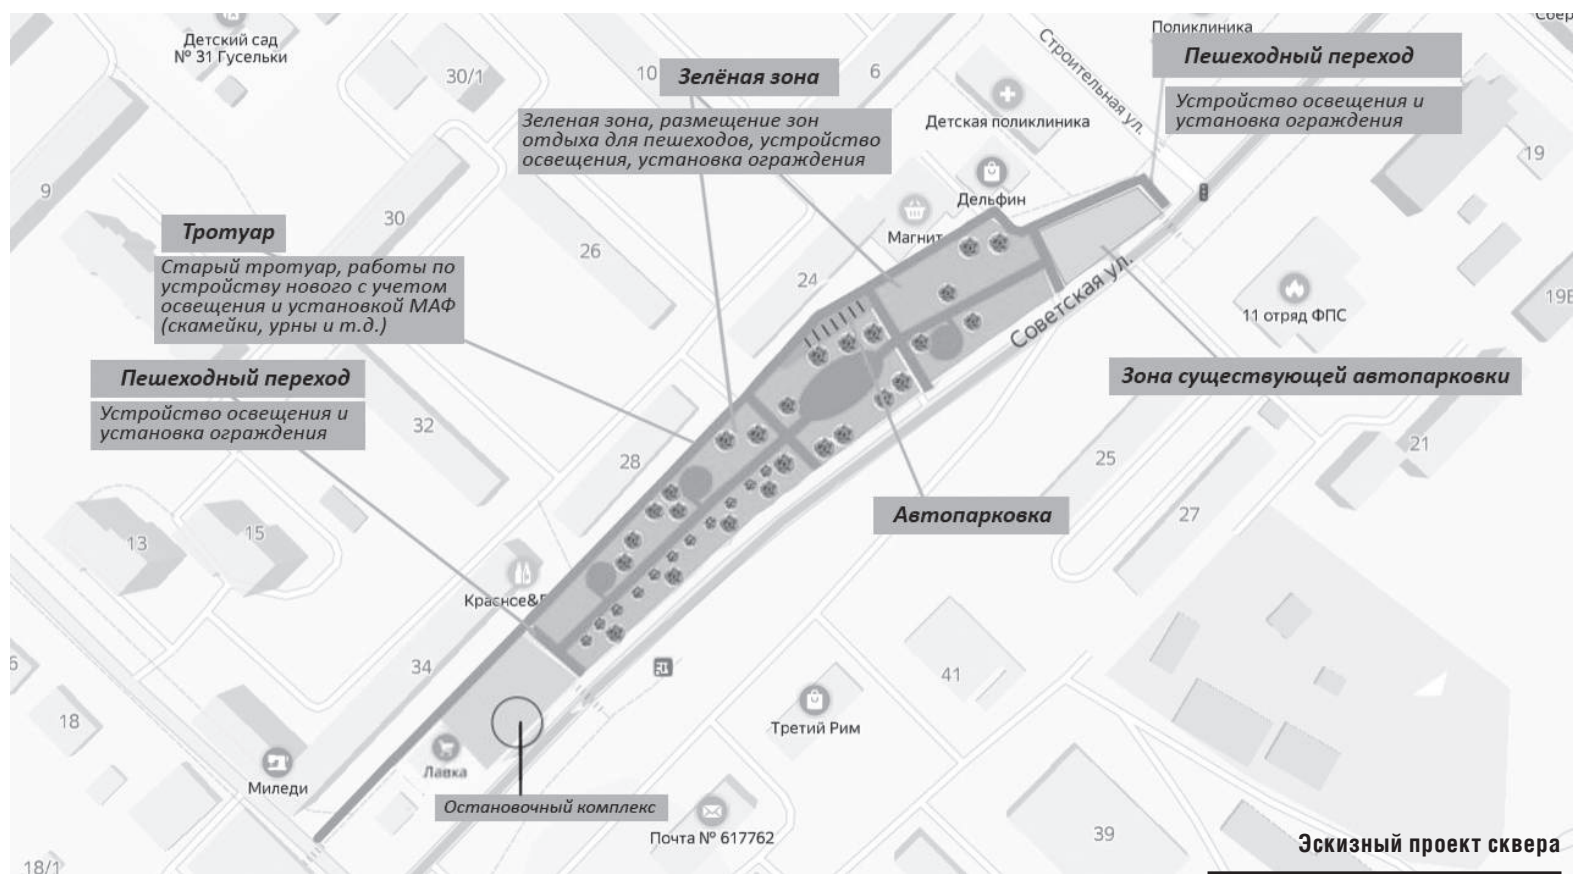 Поликлиника
Детский сад
№ 31 Гусельки
30/1
10
Зелёная зона
6
Строительная ул.
Пешеходный переход
Устройство освещения и
установка ограждения
Зеленая зона, размещение зон
отдыха для пешеходов, устройство
освещения, установка ограждения
Детская поликлиника
19
9
Дельфин
Магнит
30
26
24
Тротуар
Старый тротуар, работы по
устройству нового с учетом
освещения и установкой МАФ
(скамейки, урны и т.д.)
Советская ул.
11 отряд ФПС
Пешеходный переход
Устройство освещения и
установка ограждения
Зона существующей автопарковки
32
28
25
21
Автопарковка
27
13
15
34
41
18
Третий Рим
Лавка
Миледи
Остановочный комплекс
Почта № 617762
39
Эскизный проект сквера
18/1